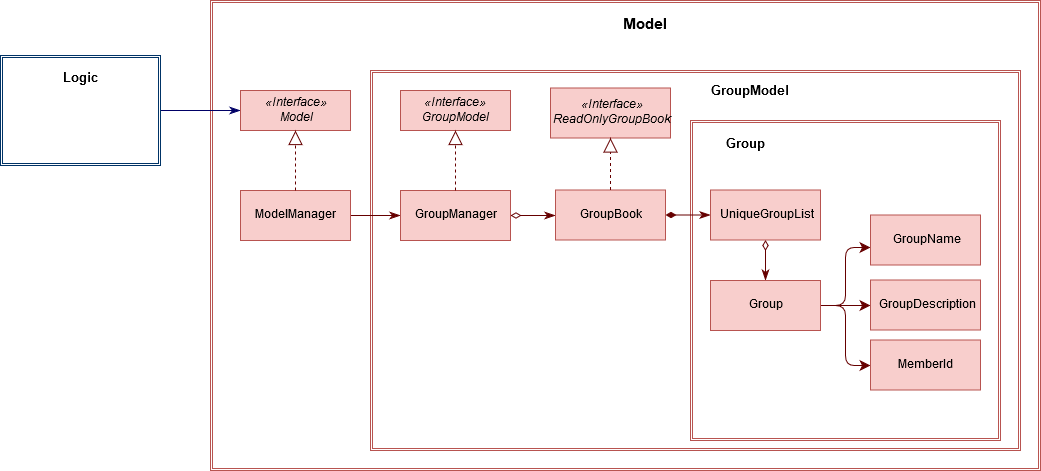 Model
Logic
GroupModel
«Interface»
Model
«Interface»
GroupModel
«Interface»
ReadOnlyGroupBook
Group
ModelManager
GroupManager
GroupBook
UniqueGroupList
GroupName
Group
GroupDescription
MemberId